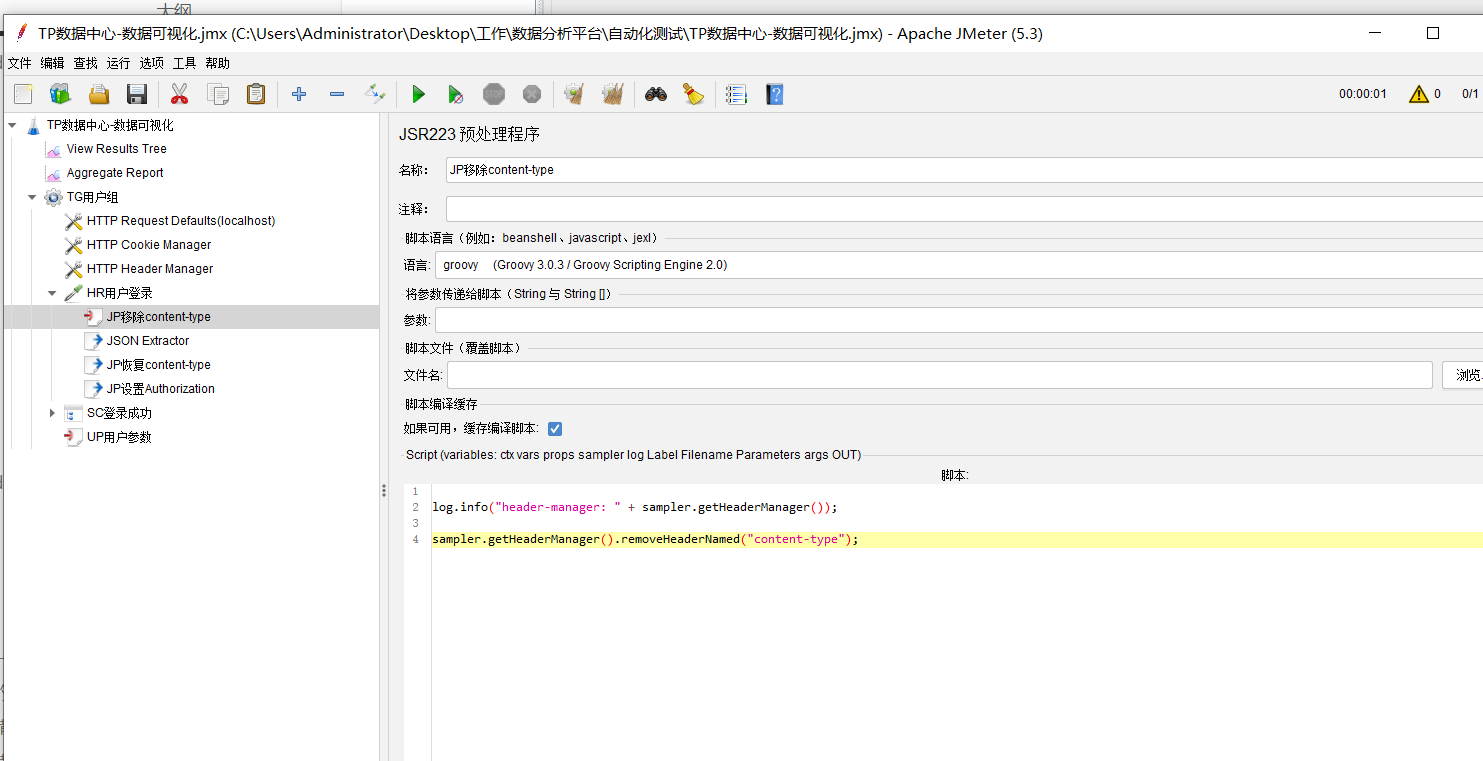 大纲
TP数据中心-数据可视化.jmx (C:\Users\Administrator\Desktop\工作\数据分析平台\自动化测试\TP数据中心-数据可视化.jmx) - Apache JMeter (5.3)
文件 编辑 查找 运行 选项 工具 帮助
STOP
00:00:01
0
0/1
TP数据中心-数据可视化
View Results Tree
Aggregate Report
TG用户组
HTTP Request Defaults(localhost)
HTTP Cookie Manager
HTTP Header Manager
HR用户登录
JP移除content-type
JSON Extractor
JP恢复content-type
JP设置Authorization
SC登录成功
UP用户参数
JSR223 预处理程序
名称： JP移除content-type
注释：
脚本语言（例如：beanshell、javascript、jexl）
语言: groovy (Groovy 3.0.3 / Groovy Scripting Engine 2.0)
将参数传递给脚本（String 与 String []）
参数:
脚本文件（覆盖脚本）
文件名: 浏览
脚本编译缓存
如果可用，缓存编译脚本:
Script (variables: ctx vars props sampler log Label Filename Parameters args OUT)
脚本:
1
2 log.info("header-manager: " + sampler.getHeaderManager());
3
4 sampler.getHeaderManager().removeHeaderNamed("content-type");